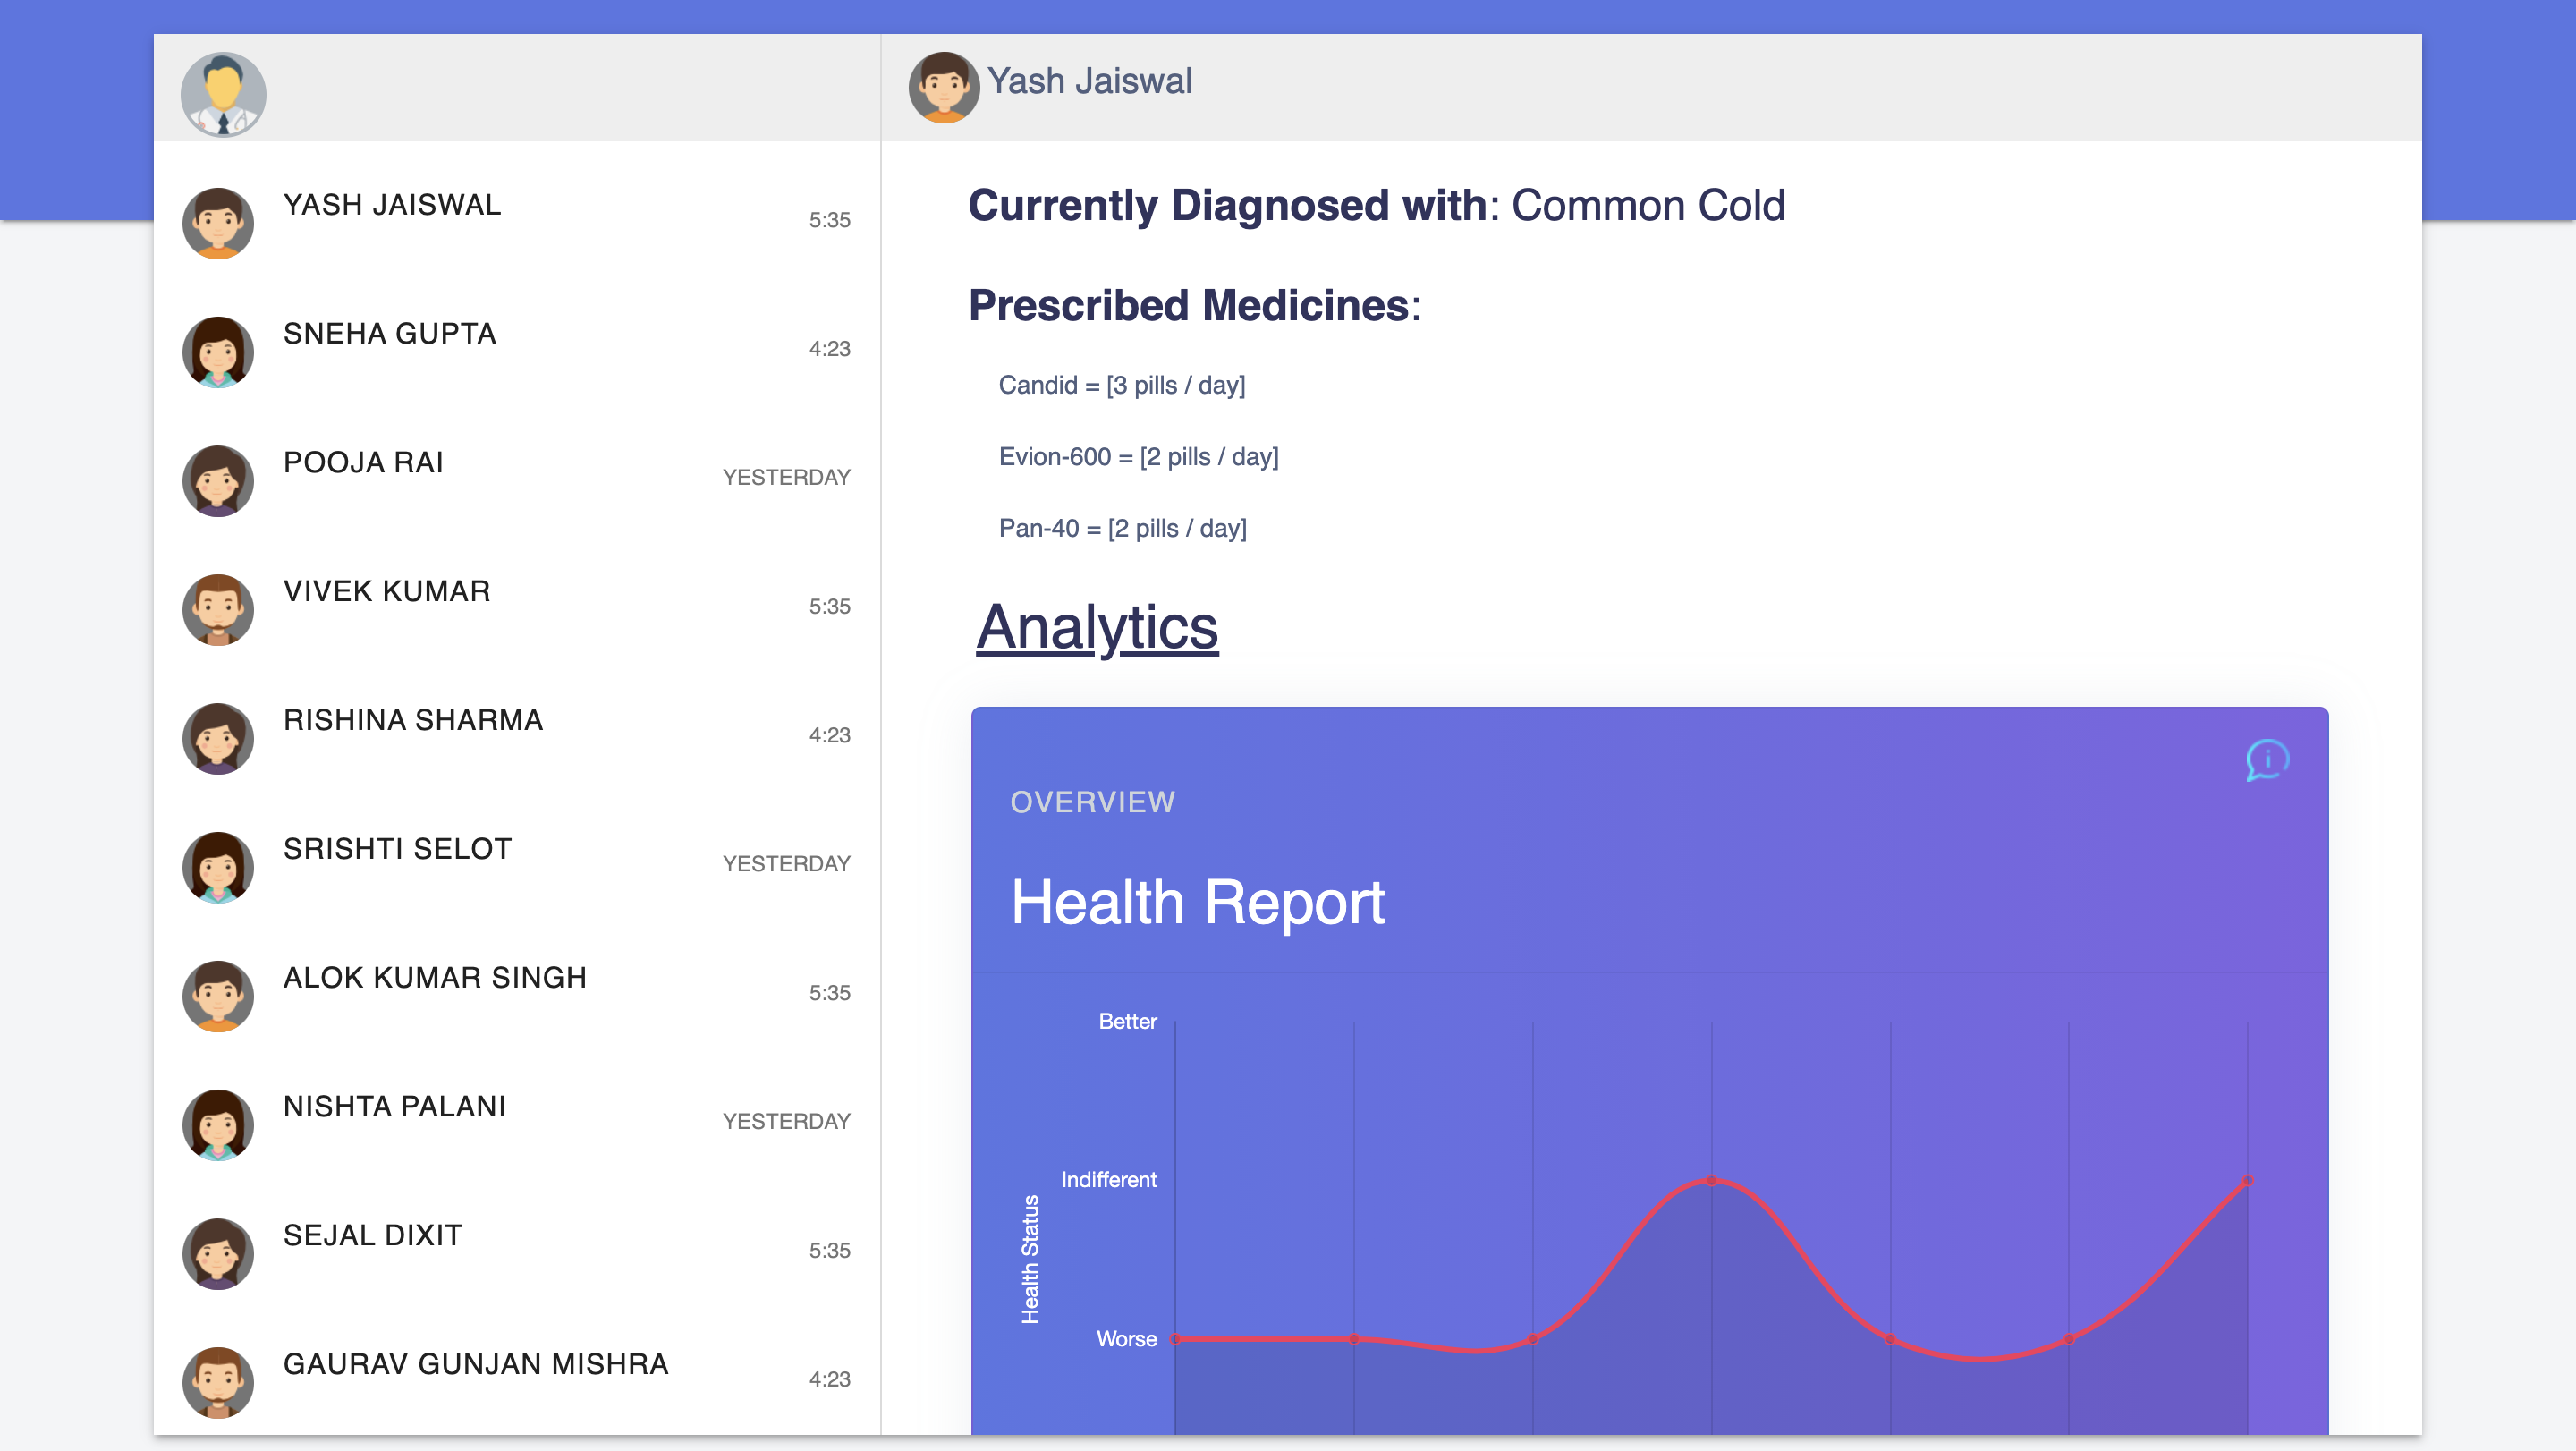 YASH JAISWAL
5:35
SNEHA GUPTA
4:23
POOJA RAI
YESTERDAY
VIVEK KUMAR
5:35
RISHINA SHARMA
4:23
SRISHTI SELOT
YESTERDAY
ALOK KUMAR SINGH
5:35
NISHTA PALANI
YESTERDAY
SEJAL DIXIT
5:35
GAURAV GUNJAN MISHRA
4:23
Yash Jaiswal
Currently Diagnosed with: Common Cold
Prescribed Medicines:
Candid = [3 pills / day]
Evion-600 = [2 pills / day]
Pan-40 = [2 pills / day]
Analytics
OVERVIEW
Health Report
Better
Indifferent
Worse
Health Status